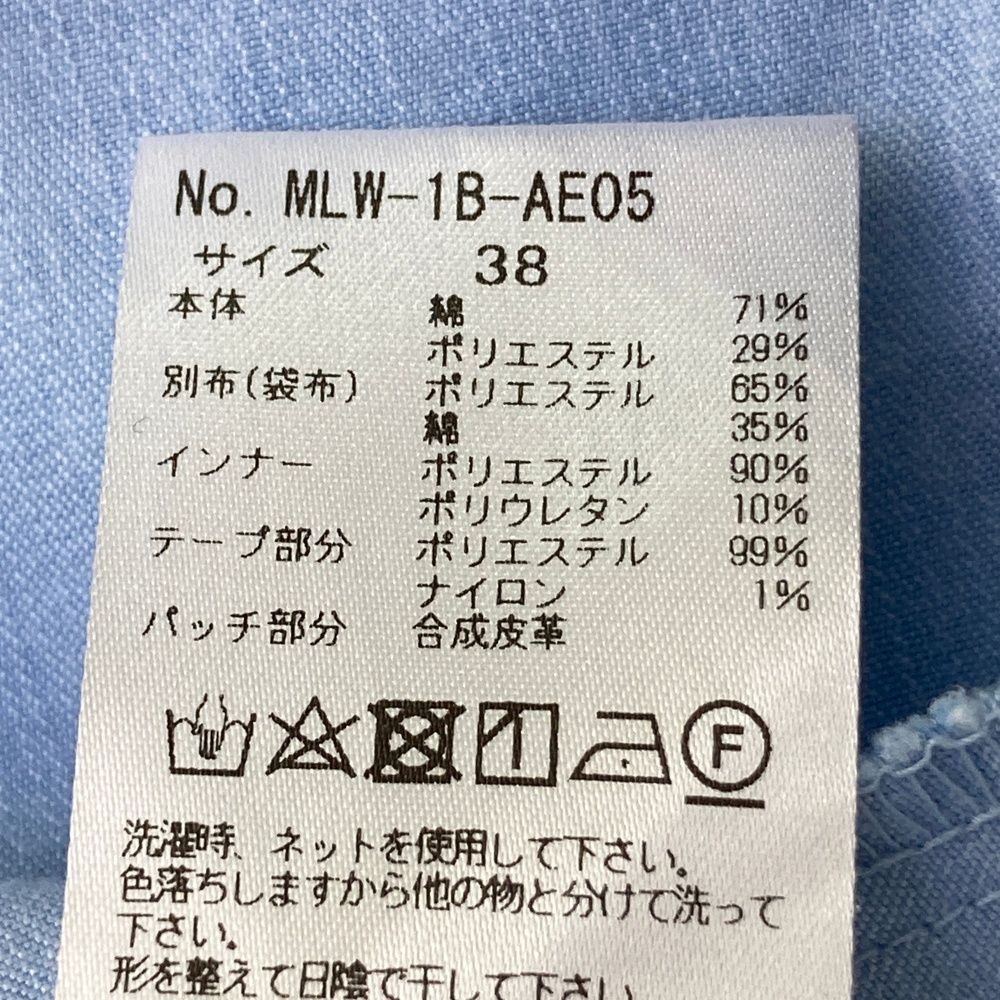 No. MLW-1B-AE05
サイズ 38
本体 綿 71%
ポリエステル 29%
別布(袋布) ポリエステル 65%
綿 35%
インナー ポリエステル 90%
ポリウレタン 10%
テープ部分 ポリエステル 99%
ナイロン 1%
パッチ部分 合成皮革
F
洗濯時、ネットを使用して下さい。
色落ちしますから他の物と分けて洗って
下さい。
形を整えて日陰で干して下さい。